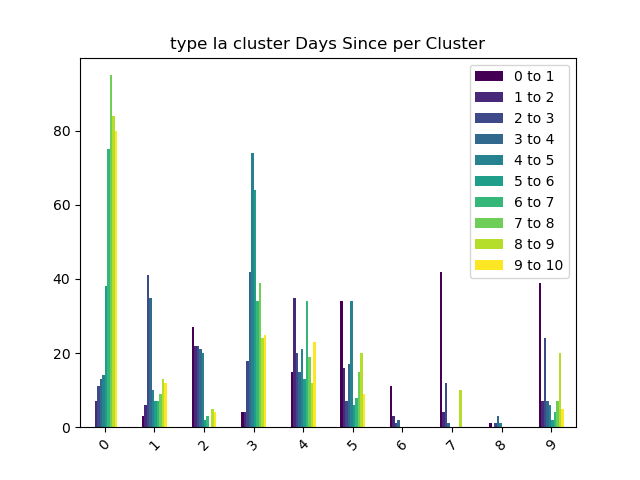 type Ia cluster Days Since per Cluster
0 to 1
1 to 2
2 to 3
3 to 4
4 to 5
5 to 6
6 to 7
7 to 8
8 to 9
9 to 10
80
60
40
20
0
0 1 2 3 4 5 6 7 8 9